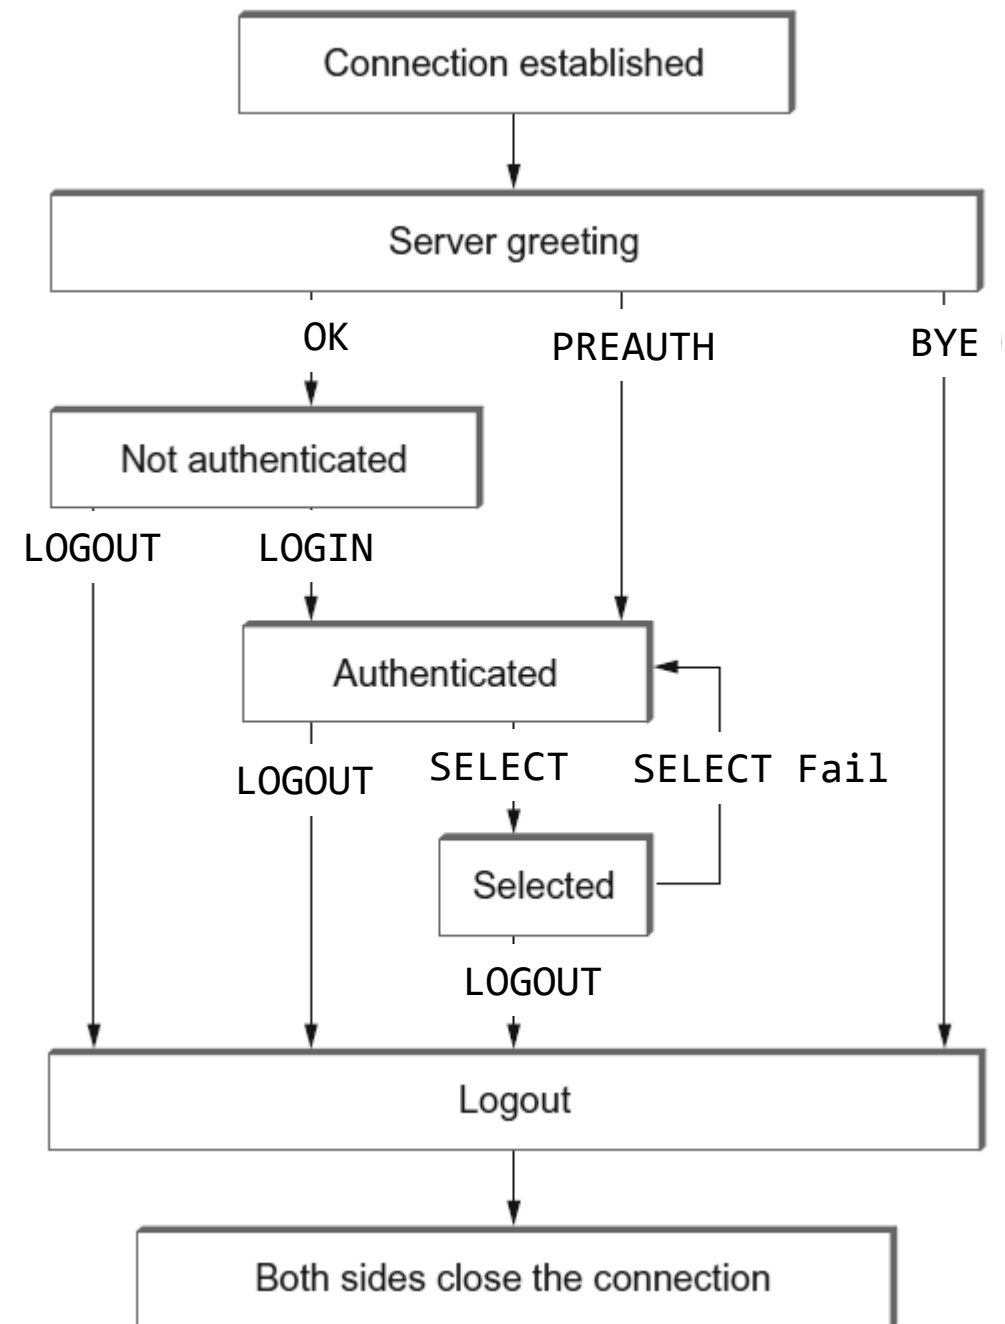 Connection established
Server greeting
OK
PREAUTH
BYE
Not authenticated
LOGOUT
LOGIN
Authenticated
LOGOUT
SELECT
SELECT Fail
Selected
LOGOUT
Logout
Both sides close the connection